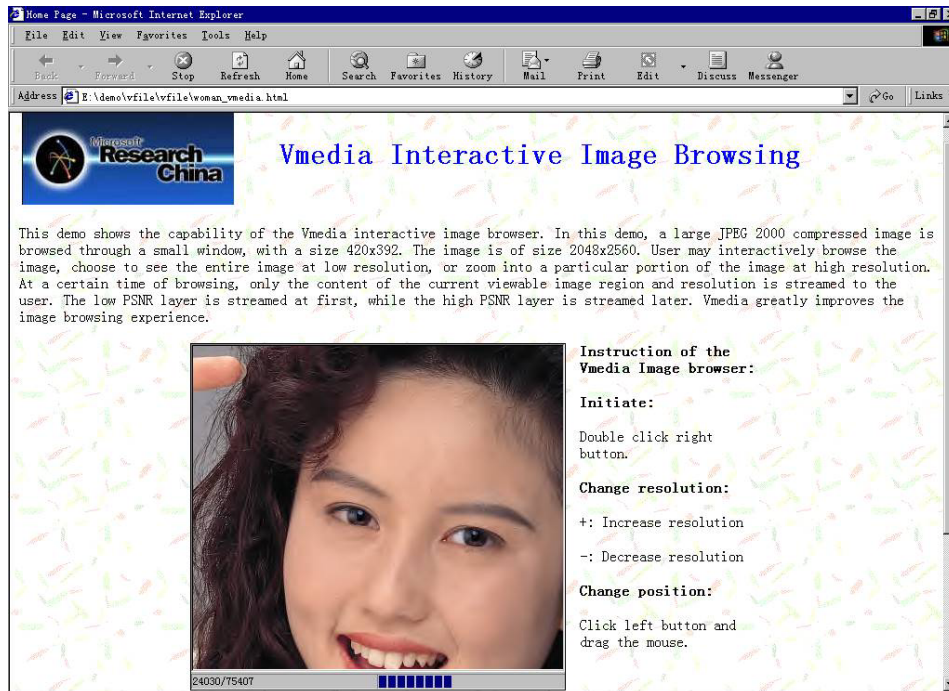 Home Page - Microsoft Internet Explorer
File Edit View Favorites Tools Help
Back Forward Stop Refresh Home Search Favorites History Mail Print Edit Discuss Messenger
Address E:\demo\vfile\vfile\woman_vmedia.html Go Links
Microsoft
Research
China
Vmedia Interactive Image Browsing
This demo shows the capability of the Vmedia interactive image browser. In this demo, a large JPEG 2000 compressed image is
browsed through a small window, with a size 420x392. The image is of size 2048x2560. User may interactively browse the
image, choose to see the entire image at low resolution, or zoom into a particular portion of the image at high resolution.
At a certain time of browsing, only the content of the current viewable image region and resolution is streamed to the
user. The low PSNR layer is streamed at first, while the high PSNR layer is streamed later. Vmedia greatly improves the
image browsing experience.
Instruction of the
Vmedia Image browser:
Initiate:
Double click right
button.
Change resolution:
+: Increase resolution
-: Decrease resolution
Change position:
Click left button and
drag the mouse.
24030/75407